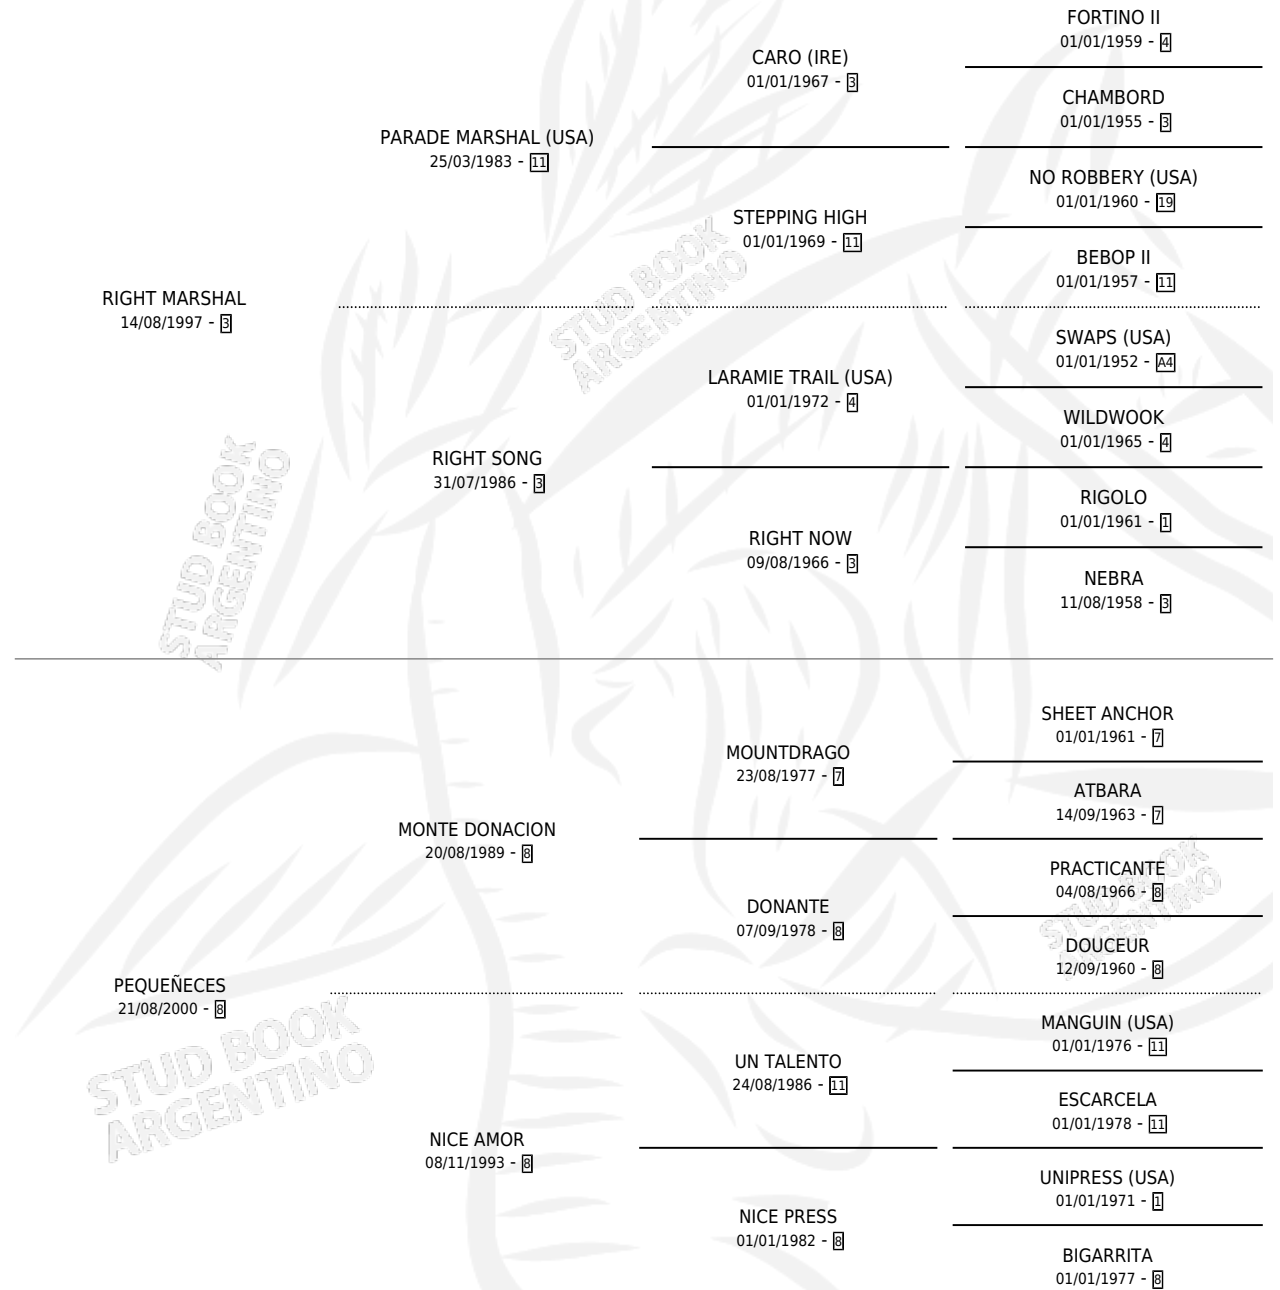 FORTINO II
01/01/1959 - 4
CARO (IRE)
01/01/1967 - 3
CHAMBORD
01/01/1955 - 3
PARADE MARSHAL (USA)
25/03/1983 - 11
NO ROBBERY (USA)
01/01/1960 - 19
STEPPING HIGH
01/01/1969 - 11
BEBOP II
01/01/1957 - 11
RIGHT MARSHAL
14/08/1997 - 3
SWAPS (USA)
01/01/1952 - A4
LARAMIE TRAIL (USA)
01/01/1972 - 4
WILDWOOK
01/01/1965 - 4
RIGHT SONG
31/07/1986 - 3
RIGOLO
01/01/1961 - 1
RIGHT NOW
09/08/1966 - 3
NEBRA
11/08/1958 - 3
SHEET ANCHOR
01/01/1961 - 7
MOUNTDRAGO
23/08/1977 - 7
ATBARA
14/09/1963 - 7
MONTE DONACION
20/08/1989 - 8
PRACTICANTE
04/08/1966 - 8
DONANTE
07/09/1978 - 8
DOUCEUR
12/09/1960 - 8
PEQUEÑECES
21/08/2000 - 8
MANGUIN (USA)
01/01/1976 - 11
UN TALENTO
24/08/1986 - 11
ESCARCELA
01/01/1978 - 11
NICE AMOR
08/11/1993 - 8
UNIPRESS (USA)
01/01/1971 - 1
NICE PRESS
01/01/1982 - 8
BIGARRITA
01/01/1977 - 8
STUD BOOK
ARGENTINO
STUD BOOK
ARGENTINO
STUD BOOK
ARGENTINO
STUD BOOK
ARGENTINO